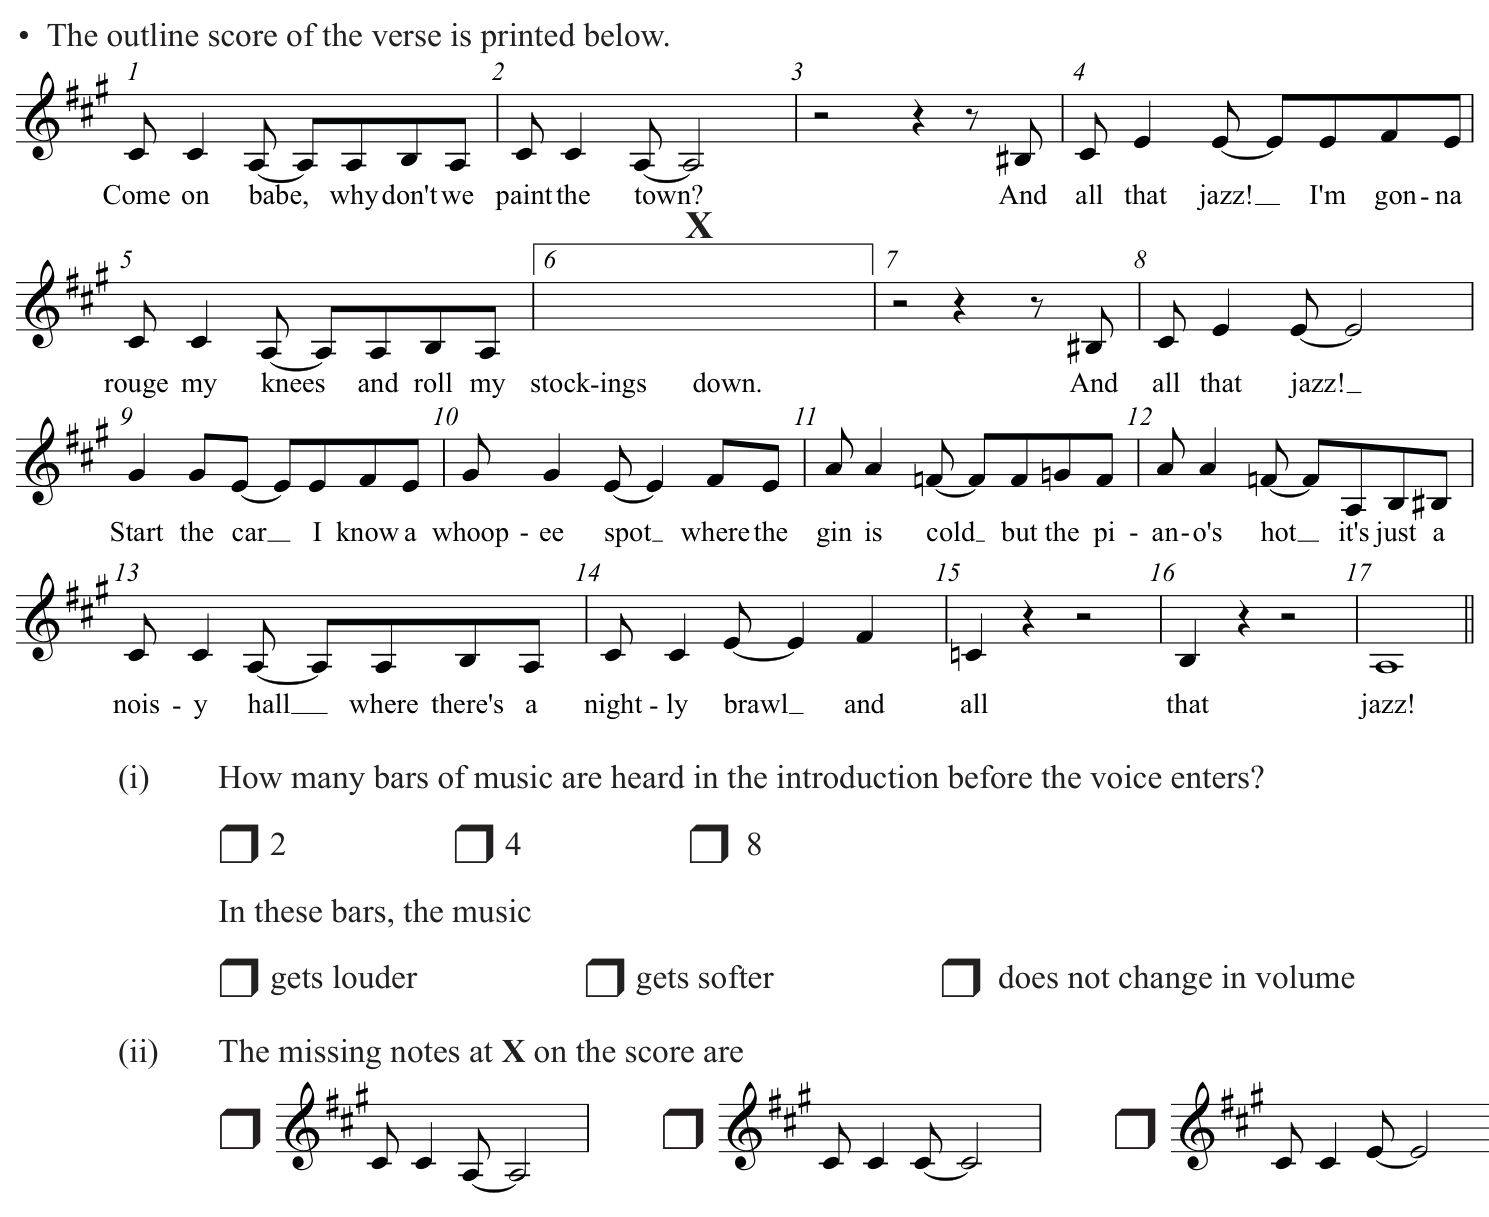 • The outline score of the verse is printed below.
1 2 3 4
Come on babe, why don't we paint the town? And all that jazz! I'm gon - na
X
5 6 7 8
rouge my knees and roll my stock-ings down. And all that jazz!
9 10 11 12
Start the car I know a whoop - ee spot where the gin is cold but the pi - an-o's hot it's just a
13 14 15 16 17
nois - y hall where there's a night - ly brawl and all that jazz!
(i) How many bars of music are heard in the introduction before the voice enters?
2 4 8
In these bars, the music
gets louder gets softer does not change in volume
(ii) The missing notes at X on the score are